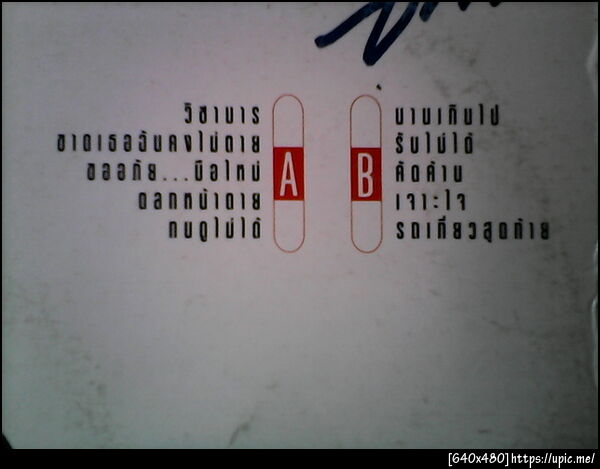 วิชามาร
ขาดเธอฉันคงไม่ตาย
ขออภัย...มือใหม่
ตลกหน้าตาย
ทนดูไม่ได้
A
B
นานเกินไป
รับไม่ได้
คัดค้าน
เจาะใจ
รถเที่ยวสุดท้าย
[640x480]https://upic.me/